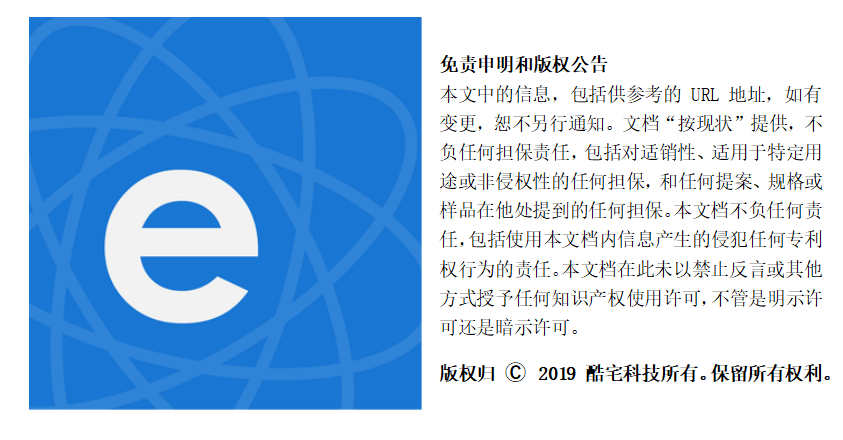 e
免责申明和版权公告
本文中的信息，包括供参考的 URL 地址，如有
变更，恕不另行通知。文档“按现状”提供，不
负任何担保责任，包括对适销性、适用于特定用
途或非侵权性的任何担保，和任何提案、规格或
样品在他处提到的任何担保。本文档不负任何责
任，包括使用本文档内信息产生的侵犯任何专利
权行为的责任。本文档在此未以禁止反言或其他
方式授予任何知识产权使用许可，不管是明示许
可还是暗示许可。
版权归 © 2019 酷宅科技所有。保留所有权利。